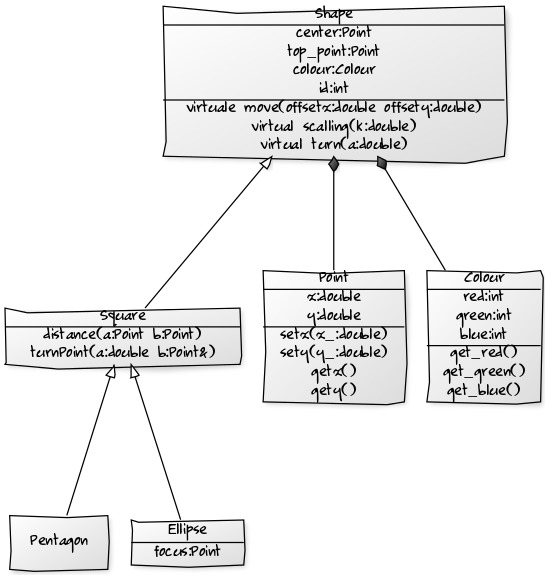 Shape
center:Point
top_point:Point
colour:Colour
id:int
virtuale move(offsetx:double offsety:double)
virtual scalling(k:double)
virtual turn(a:double)
Square
distance(a:Point b:Point)
turnPoint(a:double b:Point&)
Point
x:double
y:double
setx(x_:double)
sety(y_:double)
getx()
gety()
Colour
red:int
green:int
blue:int
get_red()
get_green()
get_blue()
Pentagon
Ellipse
focus:Point